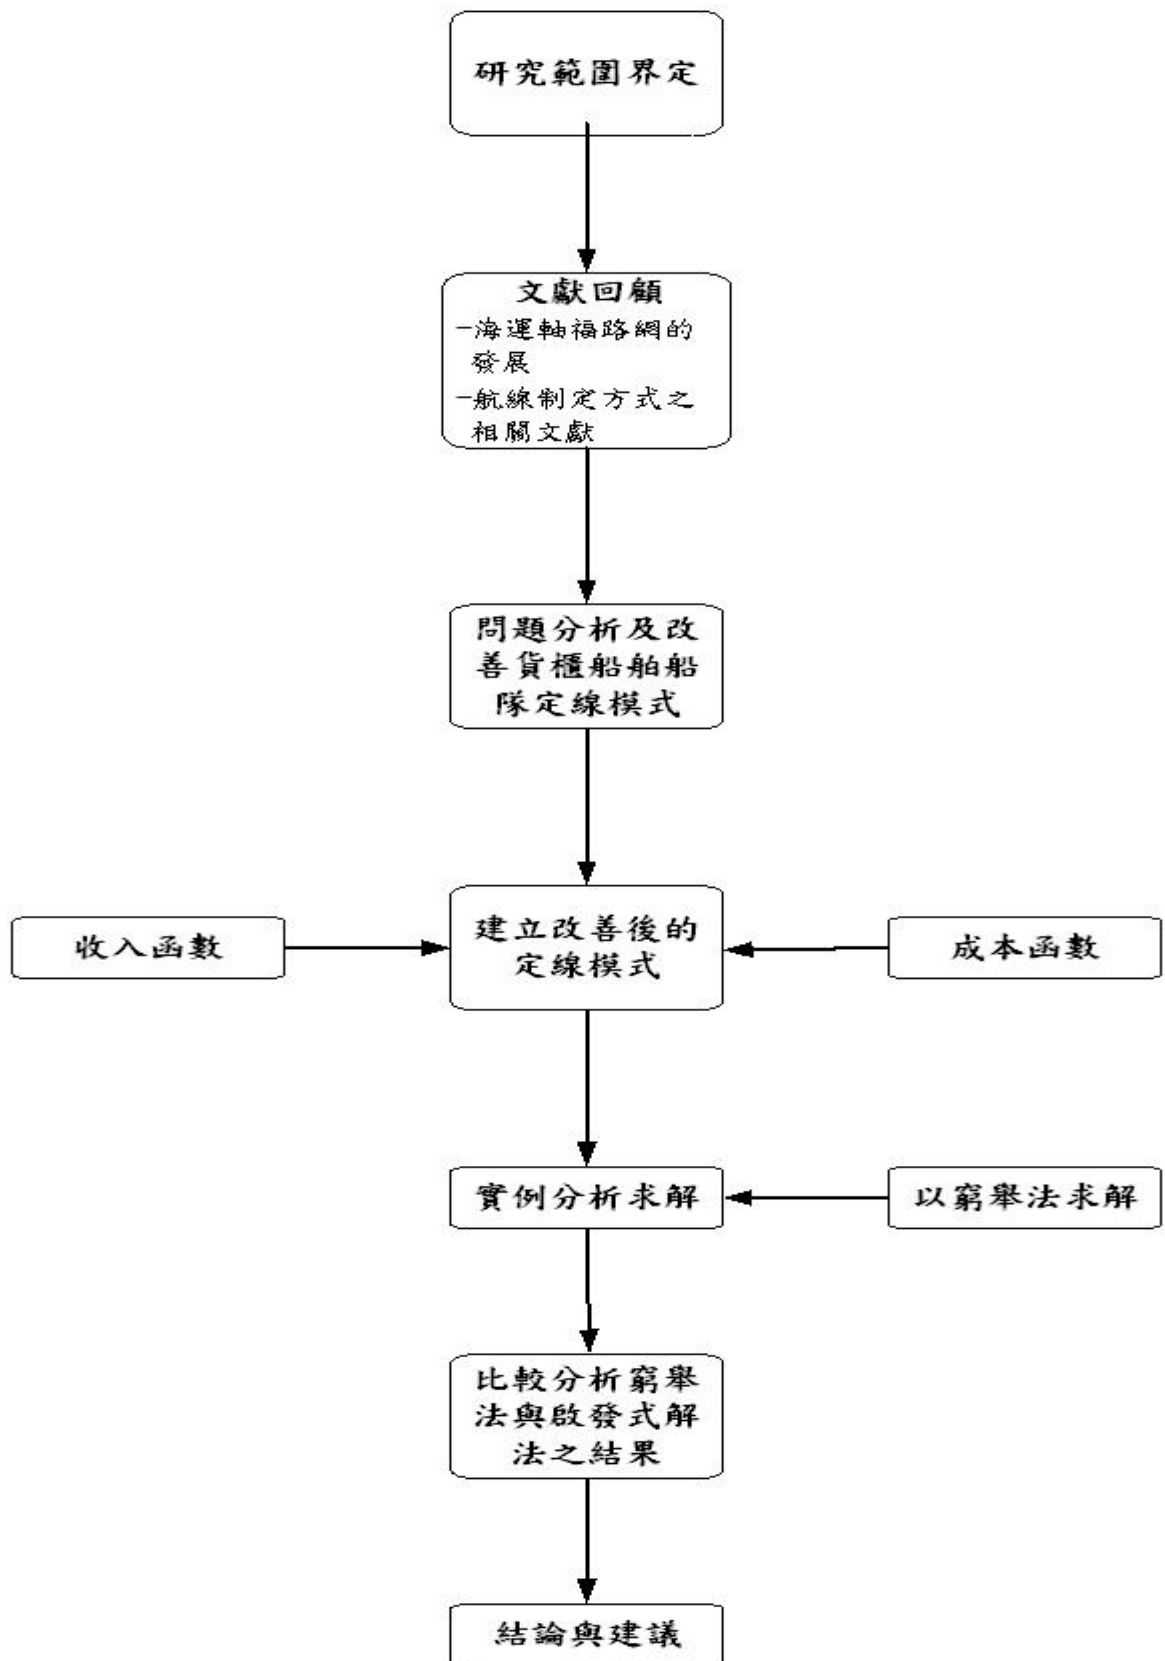 研究範圍界定
文獻回顧
-海運軸福路網的
發展
-航線制定方式之
相關文獻
問題分析及改
善貨櫃船舶船
隊定線模式
收入函數
建立改善後的
定線模式
成本函數
實例分析求解
以窮舉法求解
比較分析窮舉
法與啟發式解
法之結果
結論與建議